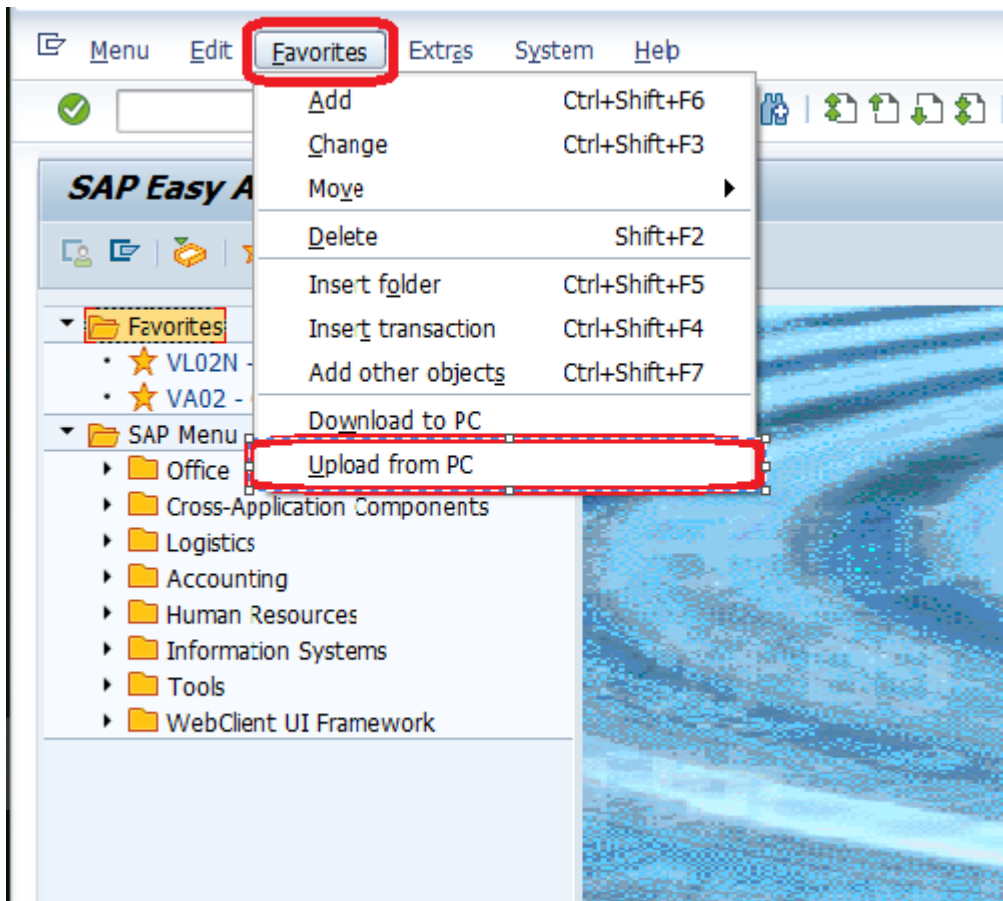 Menu Edit Favorites Extras System Help
Add Ctrl+Shift+F6
Change Ctrl+Shift+F3
Move
Delete Shift+F2
Insert folder Ctrl+Shift+F5
Insert transaction Ctrl+Shift+F4
Add other objects Ctrl+Shift+F7
Download to PC
Upload from PC
SAP Easy A
Favorites
VL02N -
VA02 -
SAP Menu
Office
Cross-Application Components
Logistics
Accounting
Human Resources
Information Systems
Tools
WebClient UI Framework